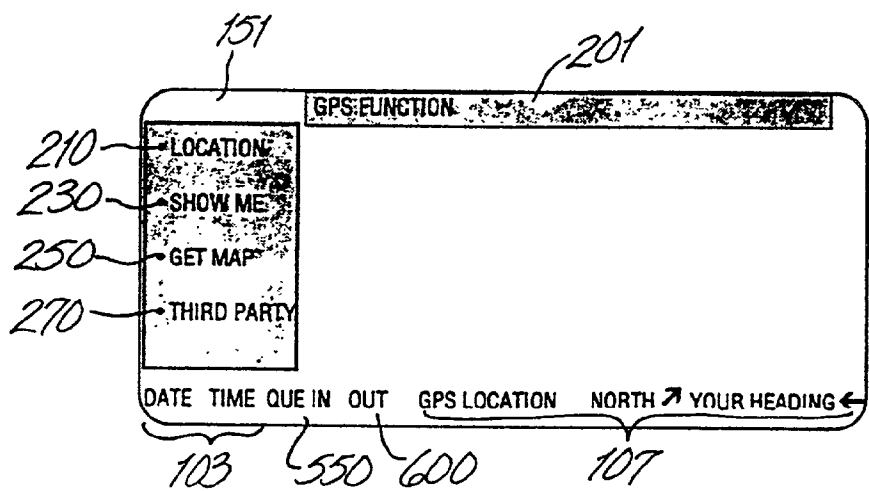 151
201
GPS FUNCTION
210 LOCATION
230 SHOW ME
250 GET MAP
270 THIRD PARTY
DATE TIME QUE IN OUT GPS LOCATION NORTH ↗ YOUR HEADING ←
103 550 600 107